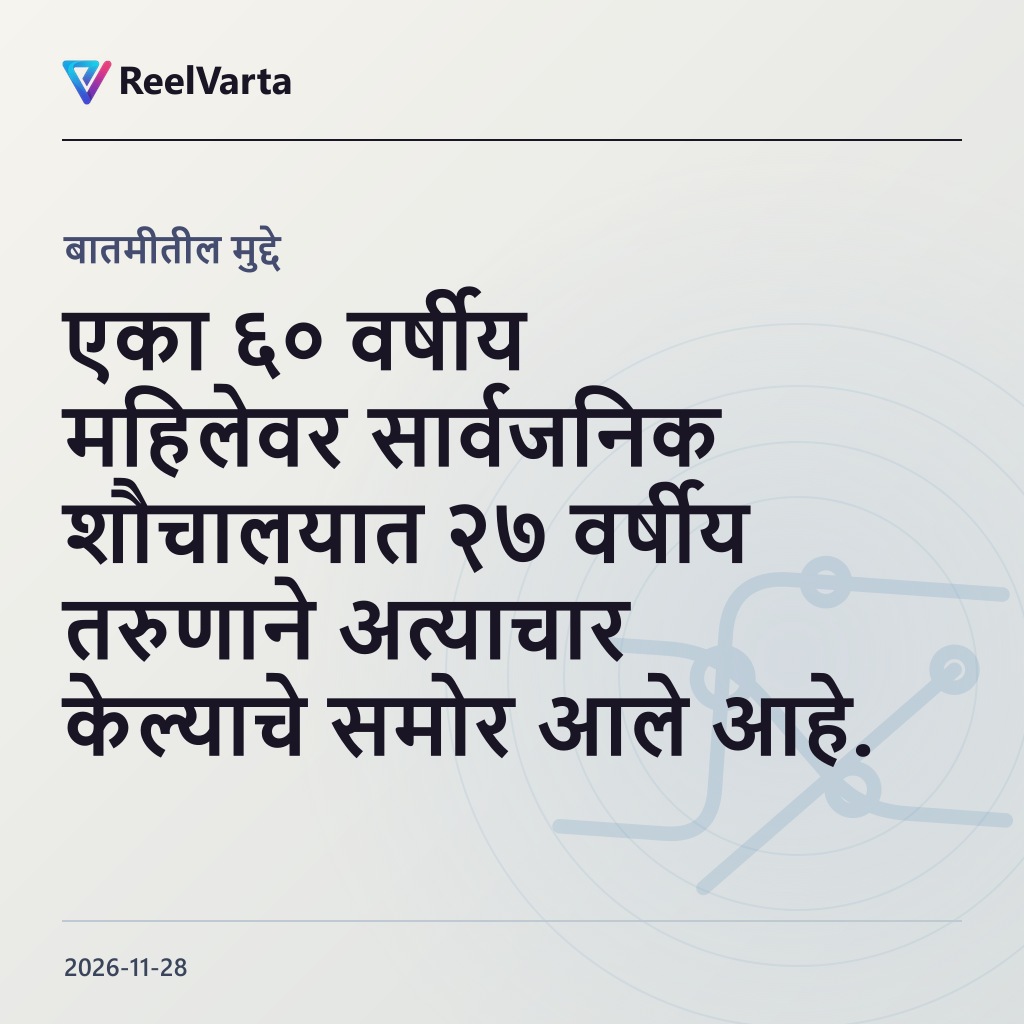 ReelVarta
बातमीतील मुद्दे
एका ६० वर्षीय
महिलेवर सार्वजनिक
शौचालयात २७ वर्षीय
तरुणाने अत्याचार
केल्याचे समोर आले आहे.
2026-11-28